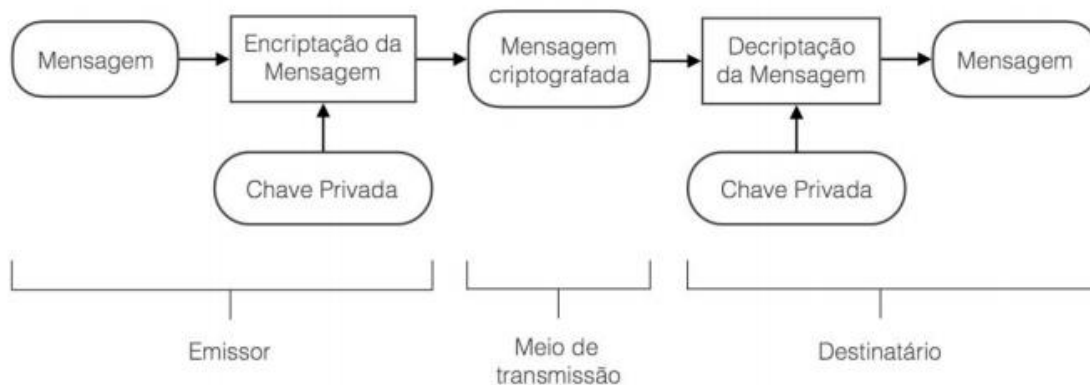 Mensagem
Encriptação da
Mensagem
Mensagem
criptografada
Decriptação
da Mensagem
Mensagem
Chave Privada
Chave Privada
Emissor
Meio de
transmissão
Destinatário